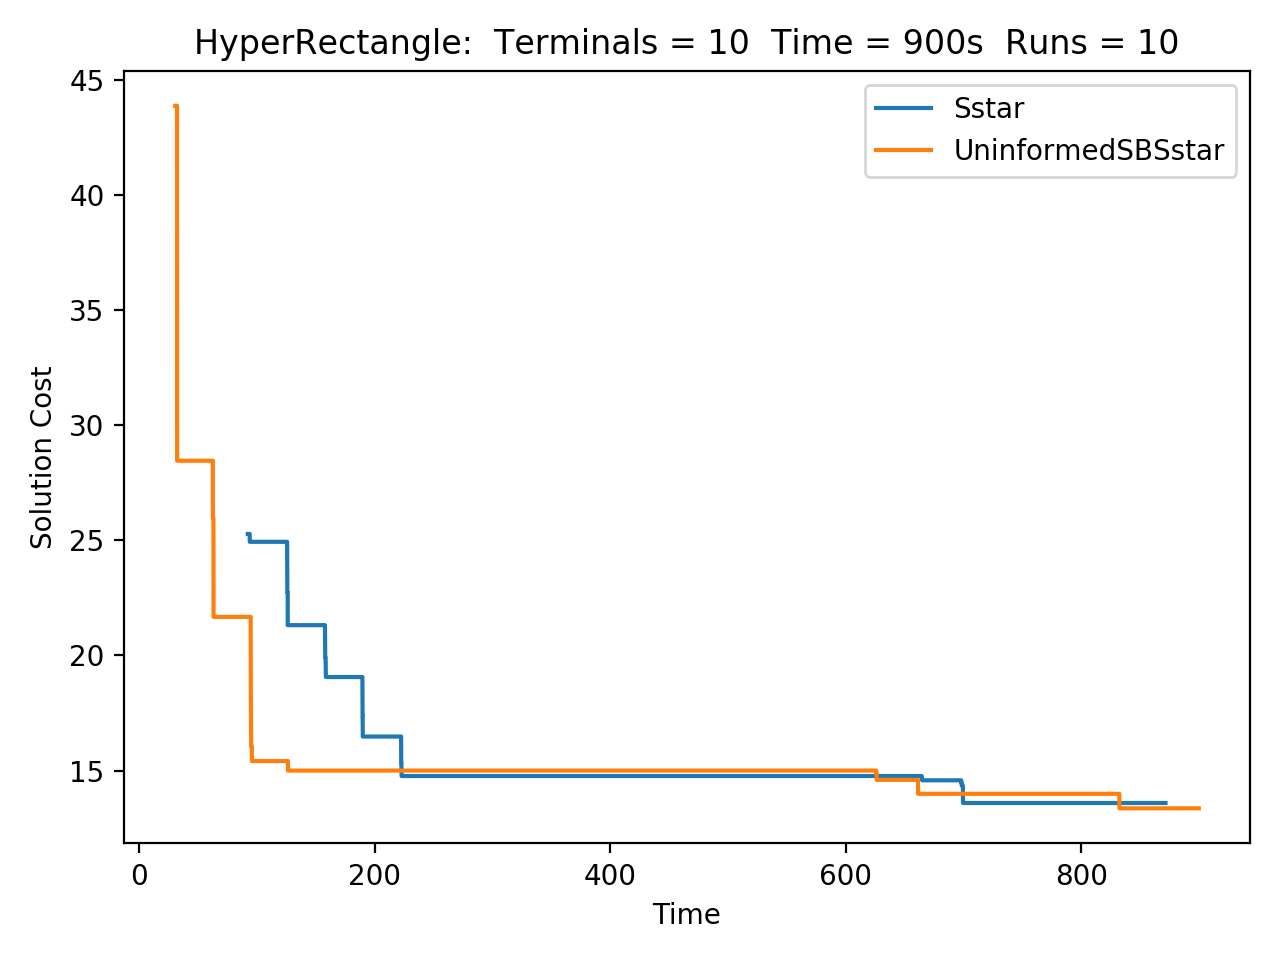 HyperRectangle:  Terminals = 10  Time = 900s  Runs = 10
45
40
35
30
25
20
15
Solution Cost
Sstar
UninformedSBSstar
0 200 400 600 800
Time